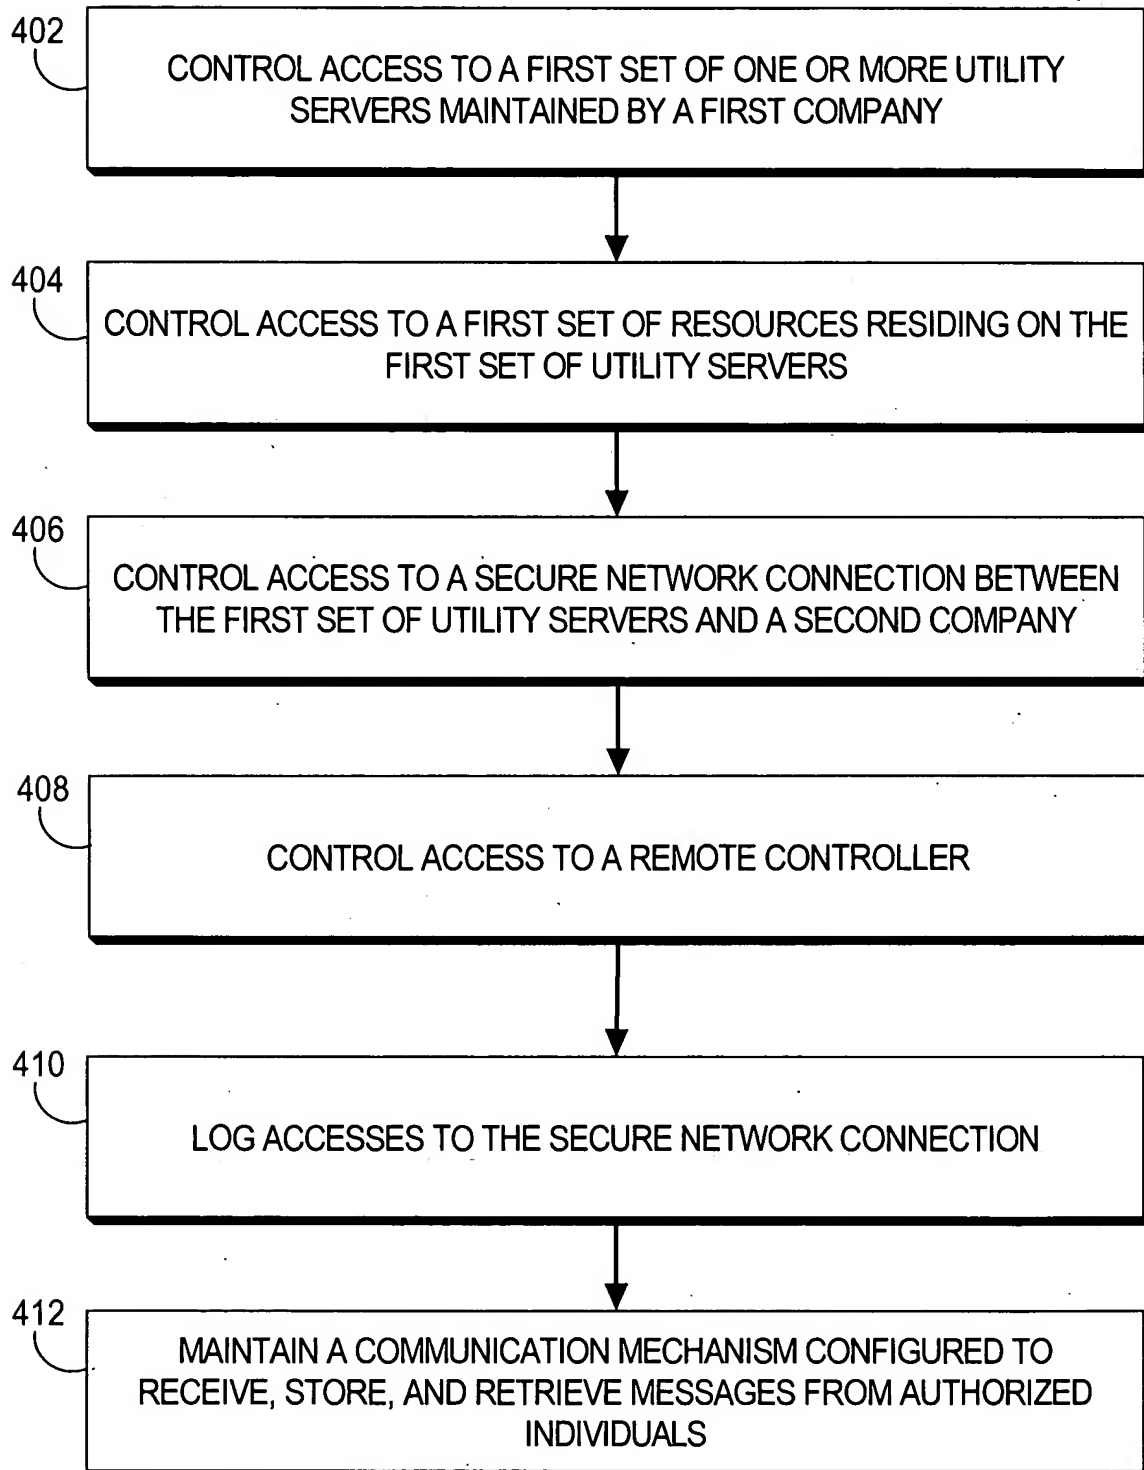 402
CONTROL ACCESS TO A FIRST SET OF ONE OR MORE UTILITY
SERVERS MAINTAINED BY A FIRST COMPANY
404
CONTROL ACCESS TO A FIRST SET OF RESOURCES RESIDING ON THE
FIRST SET OF UTILITY SERVERS
406
CONTROL ACCESS TO A SECURE NETWORK CONNECTION BETWEEN
THE FIRST SET OF UTILITY SERVERS AND A SECOND COMPANY
408
CONTROL ACCESS TO A REMOTE CONTROLLER
410
LOG ACCESSES TO THE SECURE NETWORK CONNECTION
412
MAINTAIN A COMMUNICATION MECHANISM CONFIGURED TO
RECEIVE, STORE, AND RETRIEVE MESSAGES FROM AUTHORIZED
INDIVIDUALS